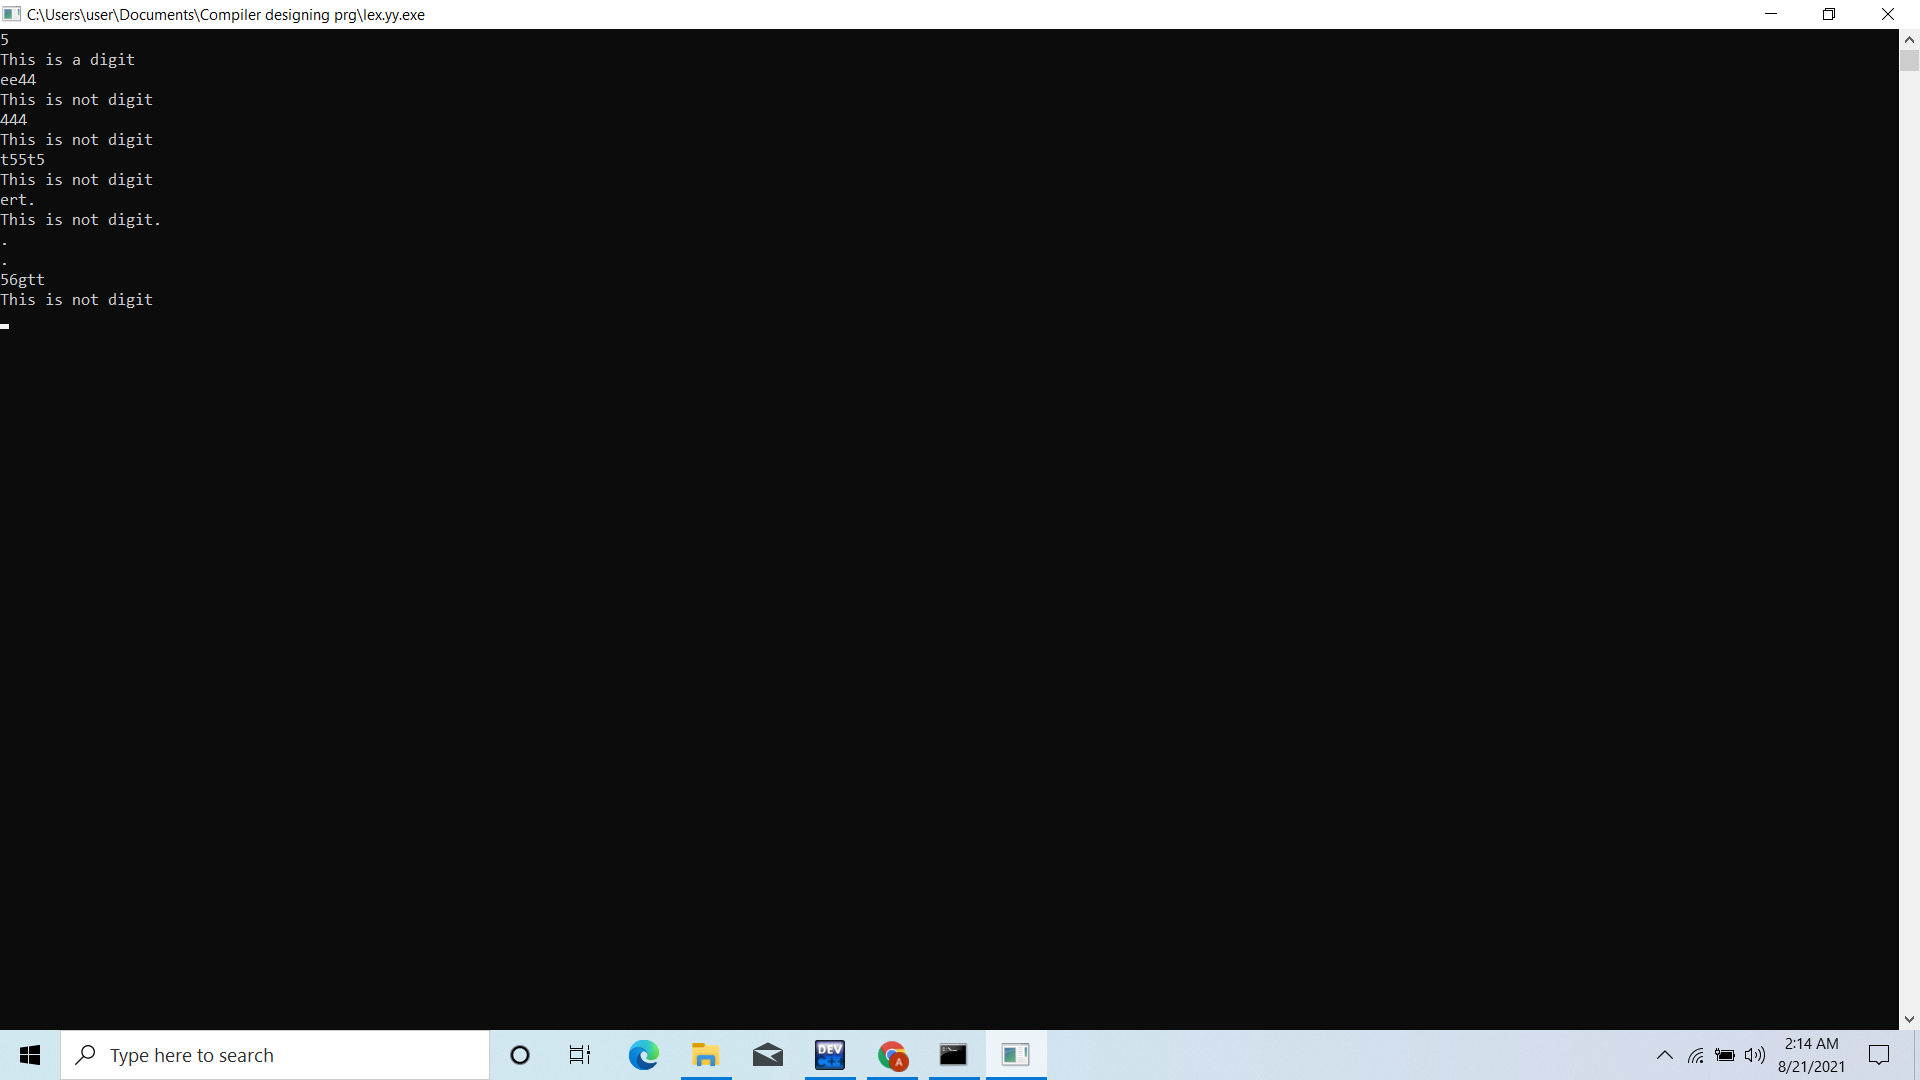 C:\Users\user\Documents\Compiler designing prg\lex.yy.exe
5
This is a digit
ee44
This is not digit
444
This is not digit
t55t5
This is not digit
ert.
This is not digit.
.
.
56gtt
This is not digit
Type here to search
DEV
C++
A
2:14 AM
8/21/2021